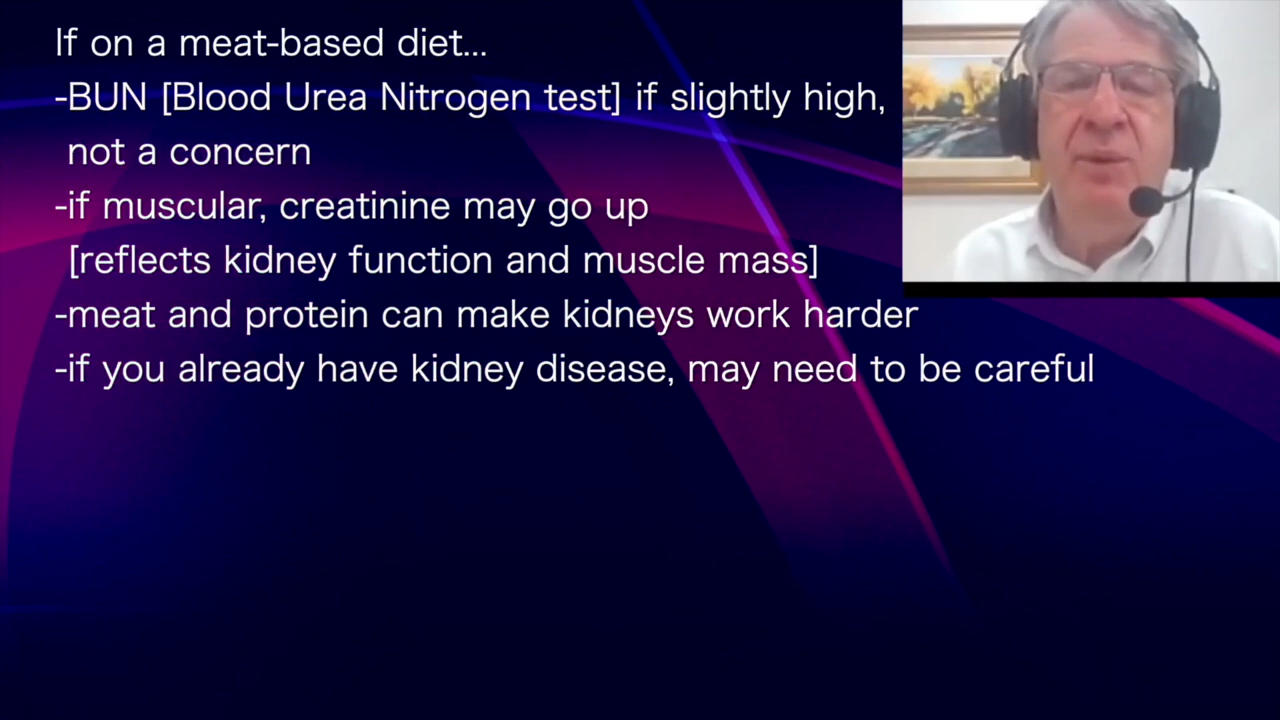 If on a meat-based diet...
-BUN [Blood Urea Nitrogen test] if slightly high,
not a concern
-if muscular, creatinine may go up
[reflects kidney function and muscle mass]
-meat and protein can make kidneys work harder
-if you already have kidney disease, may need to be careful